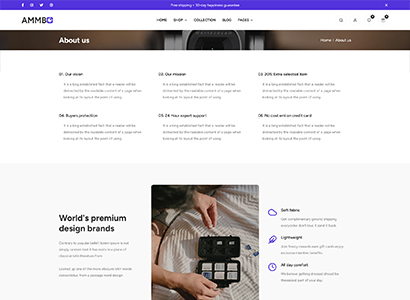 Free shipping + 30-day happiness guarantee
AMMBO
HOME SHOP COLLECTION BLOG PAGES
About us
Home About us
01. Our vision
It is a long established fact that a reader will be
distracted by the readable content of a page when
looking at its layout the point of using.
02. Our mission
It is a long established fact that a reader will be
distracted by the readable content of a page when
looking at its layout the point of using.
03. 20% Extra selected item
It is a long established fact that a reader will be
distracted by the readable content of a page when
looking at its layout the point of using.
04. Buyers protection
It is a long established fact that a reader will be
distracted by the readable content of a page when
looking at its layout the point of using.
05. 24 Hour expert support
It is a long established fact that a reader will be
distracted by the readable content of a page when
looking at its layout the point of using.
06. No cost emi on credit card
It is a long established fact that a reader will be
distracted by the readable content of a page when
looking at its layout the point of using.
World's premium
design brands
Contrary to popular belief, lorem ipsum is not
simply random text it has roots in a piece of
classical latin literature from.
Looked up one of the more obscure latin words
consectetur, from a passage ipsum design.
Soft fabric
Get complementary ground shipping
Lightweight
All day comfort
the earliest part of your day.